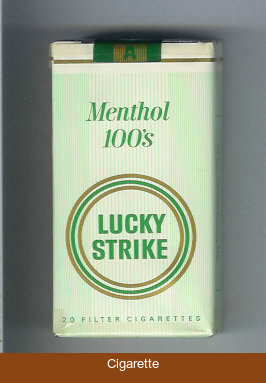 A
Menthol
100's
LUCKY
STRIKE
20 FILTER CIGARETTES
Cigarette